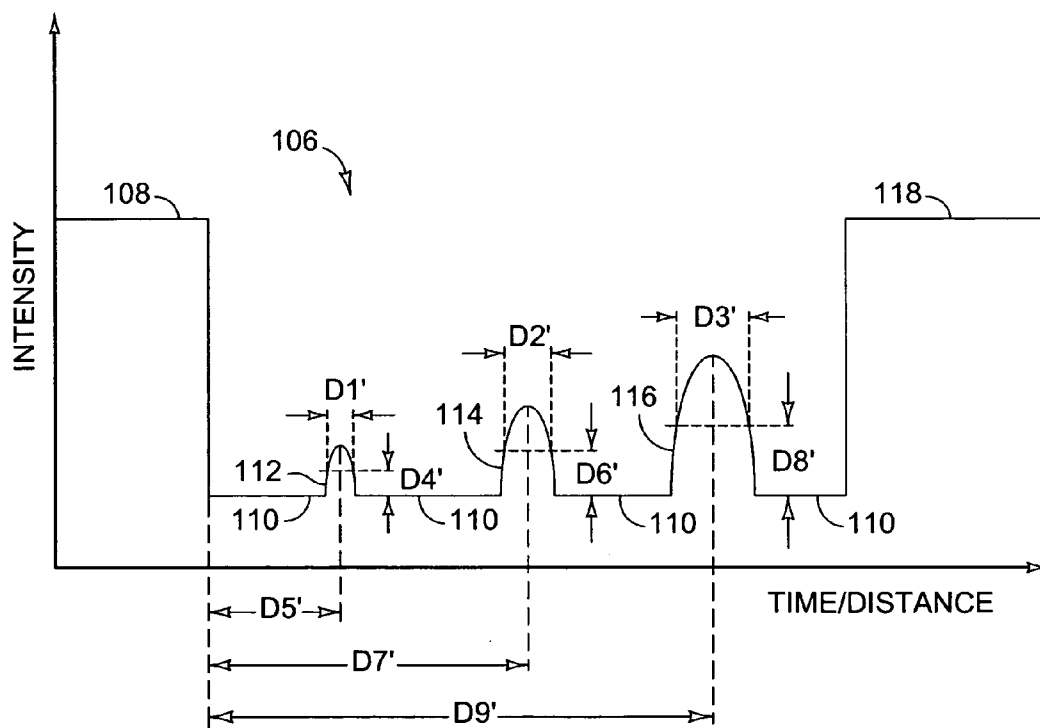 106
108
118
INTENSITY
D3'
D2'
D1'
114
116
112
D4'
D6'
D8'
110
110
110
110
D5'
TIME/DISTANCE
D7'
D9'